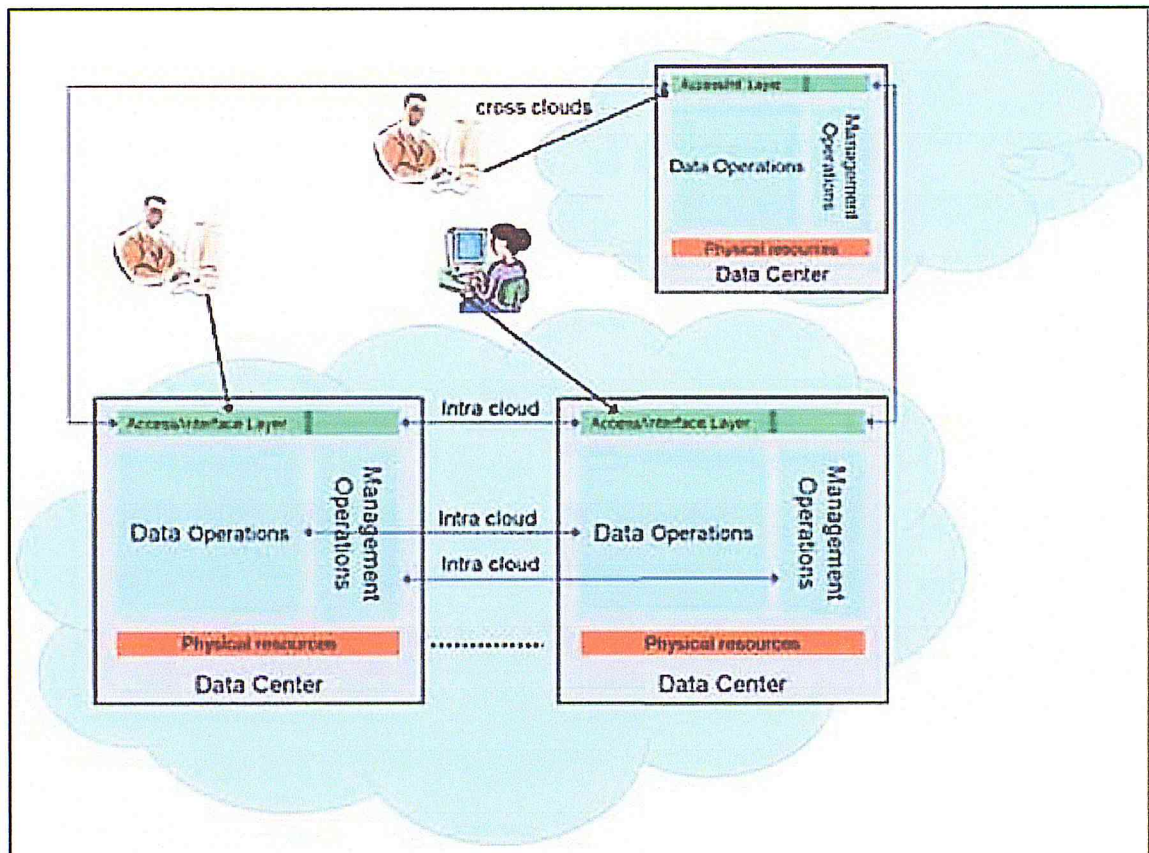 cross clouds
Layer
Data Operations
Management
Operations
Physical resources
Data Center
Intra cloud
Access/Interface Layer
Access/Interface Layer
Data Operations
Management
Operations
Intra cloud
Intra cloud
Data Operations
Management
Operations
Physical resources
Physical resources
Data Center
Data Center